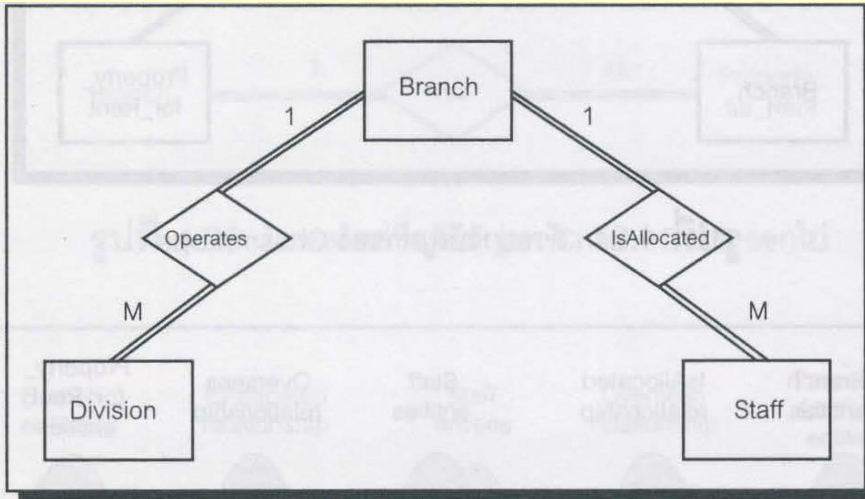 Branch
1
1
Operates
IsAllocated
M
M
Division
Staff